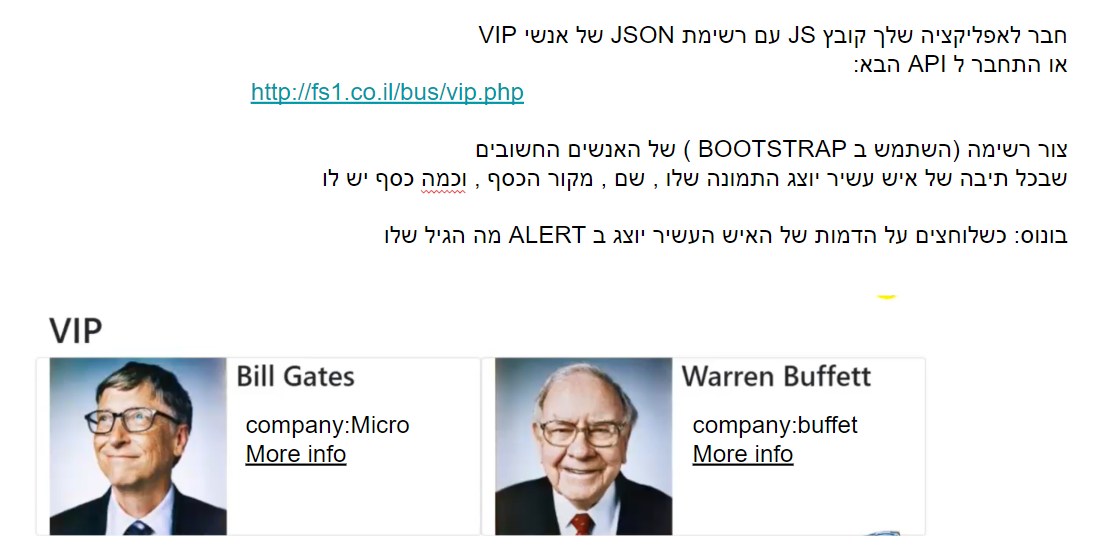 חבר לאפליקציה שלך קובץ JS עם רשימת JSON של אנשי VIP
או התחבר ל API הבא:
http://fs1.co.il/bus/vip.php
צור רשימה (השתמש ב BOOTSTRAP ) של האנשים החשובים
שבכל תיבה של איש עשיר יוצג התמונה שלו , שם , מקור הכסף , וכמה כסף יש לו
בונוס: כשלוחצים על הדמות של האיש העשיר יוצג ב ALERT מה הגיל שלו
VIP
Bill Gates
company:Micro
More info
Warren Buffett
company:buffet
More info